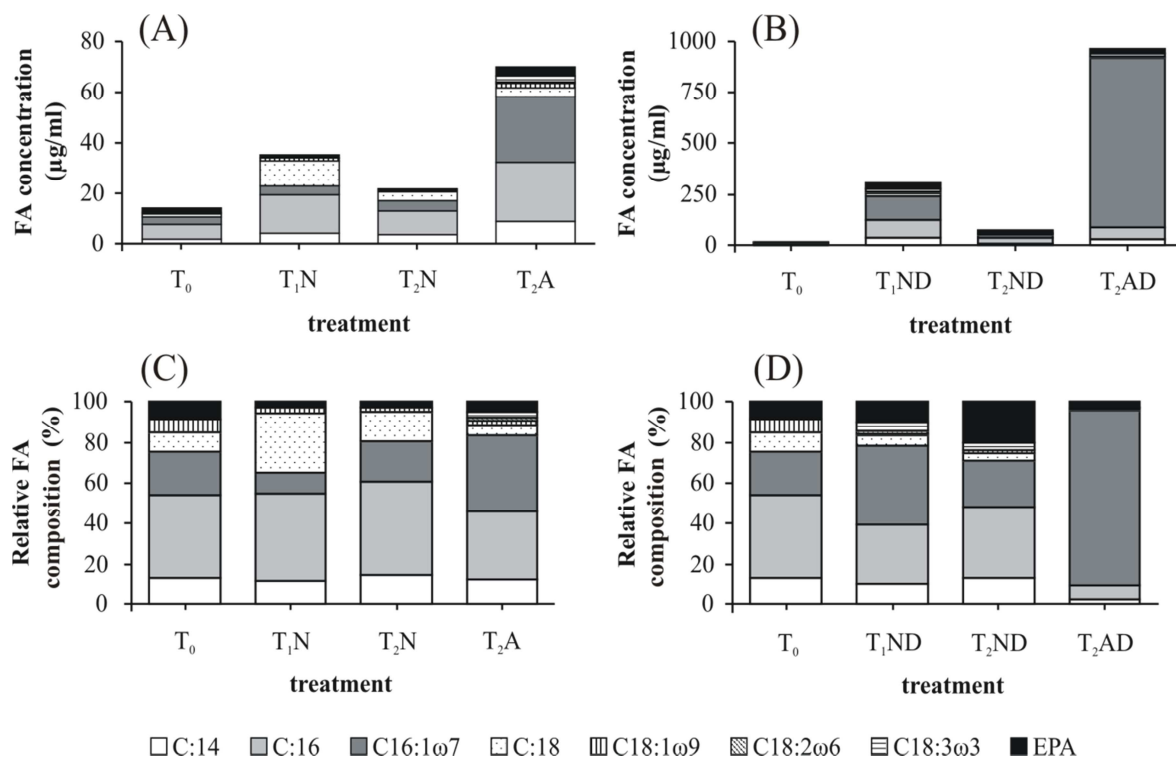 (A)
FA concentration
(µg/ml)
80
60
40
20
0
T₀ T₁N T₂N T₂A
treatment
(B)
FA concentration
(µg/ml)
1000
750
500
250
0
T₀ T₁ND T₂ND T₂AD
treatment
(C)
Relative FA
composition (%)
100
80
60
40
20
0
T₀ T₁N T₂N T₂A
treatment
(D)
Relative FA
composition (%)
100
80
60
40
20
0
T₀ T₁ND T₂ND T₂AD
treatment
C:14 C:16 C16:1ω7 C:18 C18:1ω9 C18:2ω6 C18:3ω3 EPA